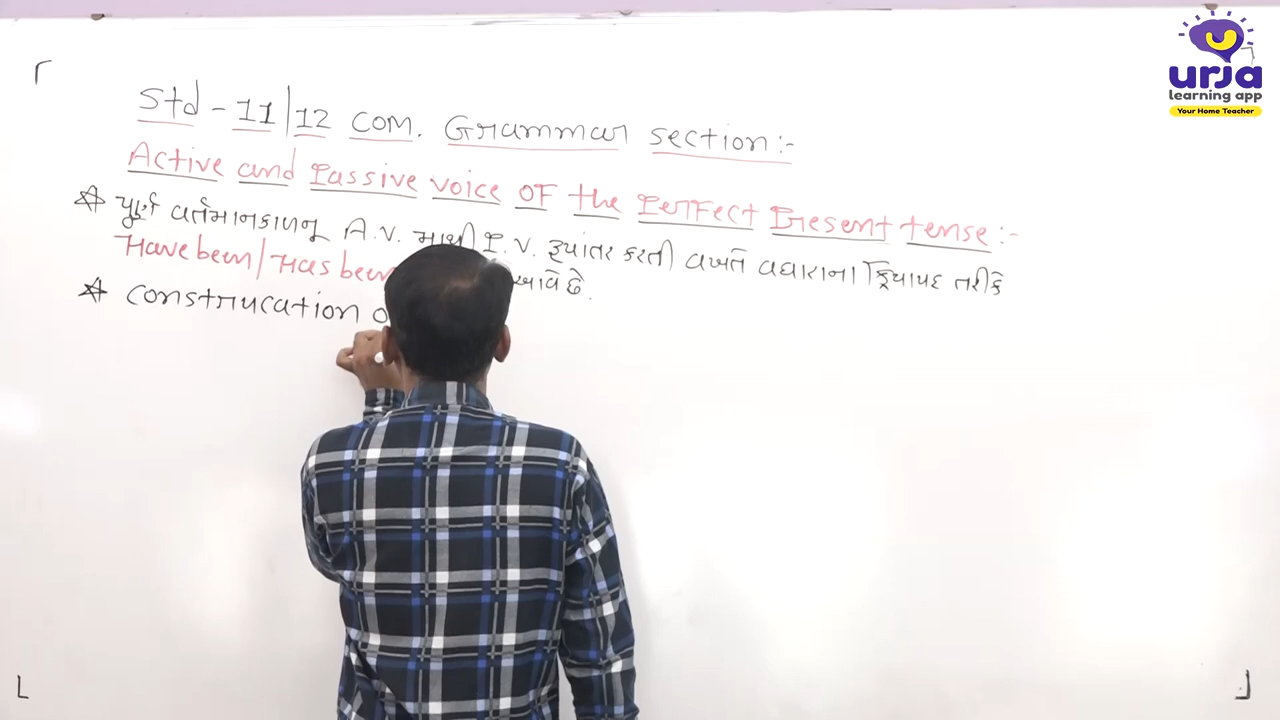 Std - 11/12 COM. Grammar section:-
Active and Passive voice OF the Perfect Present tense:-
પૂર્ણ વર્તમાનકાળનૂ A.V. માથી P.V. રૂપાંતર કરતી વખતે વધારાના ક્રિયાપદ તરીકે
Have been/Has been આવે છે.
construcation
urja
learning app
Your Home Teacher